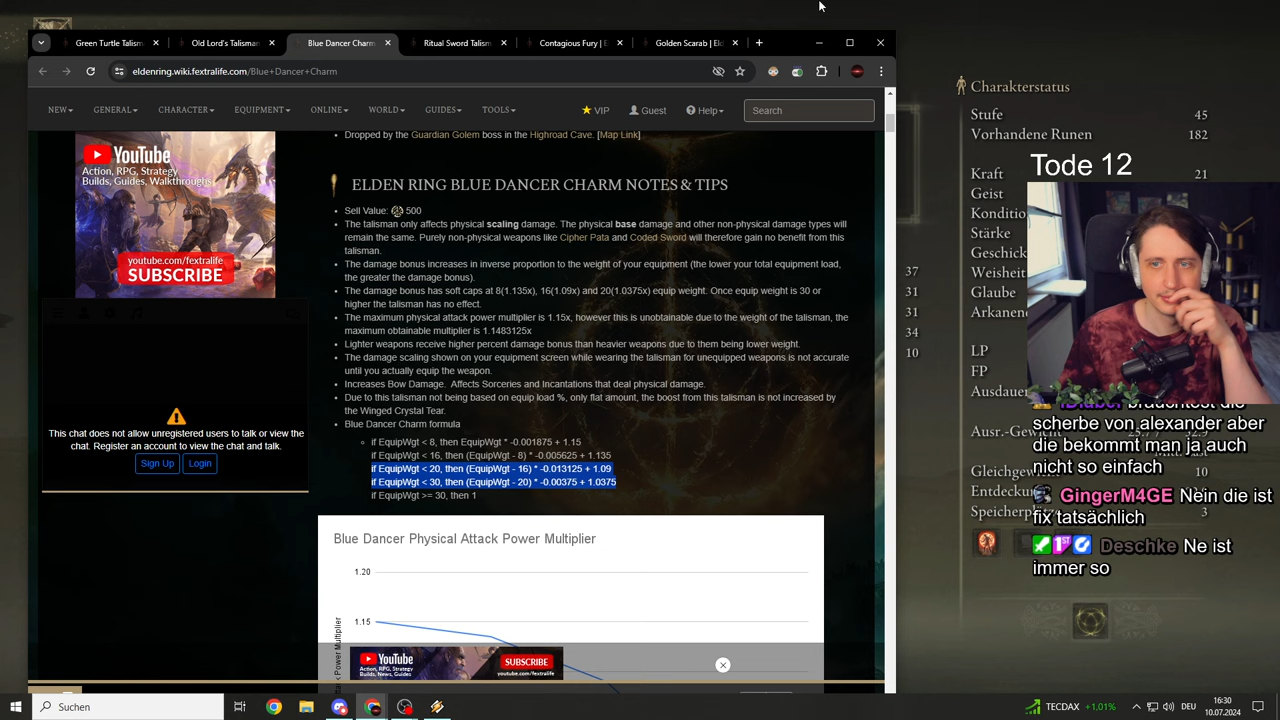 Green Turtle Talism
Old Lord's Talisman
Blue Dancer Charm
Ritual Sword Talism
Contagious Fury | E
Golden Scarab | Eld
eldenring.wiki.fextralife.com/Blue+Dancer+Charm
NEW
GENERAL
CHARACTER
EQUIPMENT
ONLINE
WORLD
GUIDES
TOOLS
VIP
Guest
Help
Search
Dropped by the Guardian Golem boss in the Highroad Cave. [Map Link]
YouTube
Action, RPG, Strategy
Builds, Guides, Walkthroughs
youtube.com/fextralife
SUBSCRIBE
This chat does not allow unregistered users to talk or view the
chat. Register an account to view the chat and talk.
Sign Up
Login
ELDEN RING BLUE DANCER CHARM NOTES & TIPS
Sell Value: 500
The talisman only affects physical scaling damage. The physical base damage and other non-physical damage types will
remain the same. Purely non-physical weapons like Cipher Pata and Coded Sword will therefore gain no benefit from this
talisman.
The damage bonus increases in inverse proportion to the weight of your equipment (the lower your total equipment load,
the greater the damage bonus).
The damage bonus has soft caps at 8(1.135x), 16(1.09x) and 20(1.0375x) equip weight. Once equip weight is 30 or
higher the talisman has no effect.
The maximum physical attack power multiplier is 1.15x, however this is unobtainable due to the weight of the talisman, the
maximum obtainable multiplier is 1.1483125x
Lighter weapons receive higher percent damage bonus than heavier weapons due to them being lower weight.
The damage scaling shown on your equipment screen while wearing the talisman for unequipped weapons is not accurate
until you actually equip the weapon.
Increases Bow Damage. Affects Sorceries and Incantations that deal physical damage.
Due to this talisman not being based on equip load %, only flat amount, the boost from this talisman is not increased by
the Winged Crystal Tear.
Blue Dancer Charm formula
if EquipWgt < 8, then EquipWgt * -0.001875 + 1.15
if EquipWgt < 16, then (EquipWgt - 8) * -0.005625 + 1.135
if EquipWgt < 20, then (EquipWgt - 16) * -0.013125 + 1.09
if EquipWgt < 30, then (EquipWgt - 20) * -0.00375 + 1.0375
if EquipWgt >= 30, then 1
Blue Dancer Physical Attack Power Multiplier
1.20
1.15
Power Multiplier
YouTube
Action, RPG, Strategy
Builds, News, Guides
SUBSCRIBE
youtube.com/fextralife
Charakterstatus
Stufe 45
Vorhandene Runen 182
Tode 12
Kraft 21
Geist
Konditio
Stärke
Geschick
37 Weisheit
31 Glaube
31 Arkane
34
10
LP
FP
Ausdauer
brauchtest die
scherbe von alexander aber
die bekommt man ja auch
nicht so einfach
Ausr.-G
Gleichge 10
Entdecku
Speicherp 3
GingerM4GE Nein die ist
fix tatsächlich
Deschke Ne ist
immer so
Suchen
TECDAX +1,01%
DEU
16:30
10.07.2024